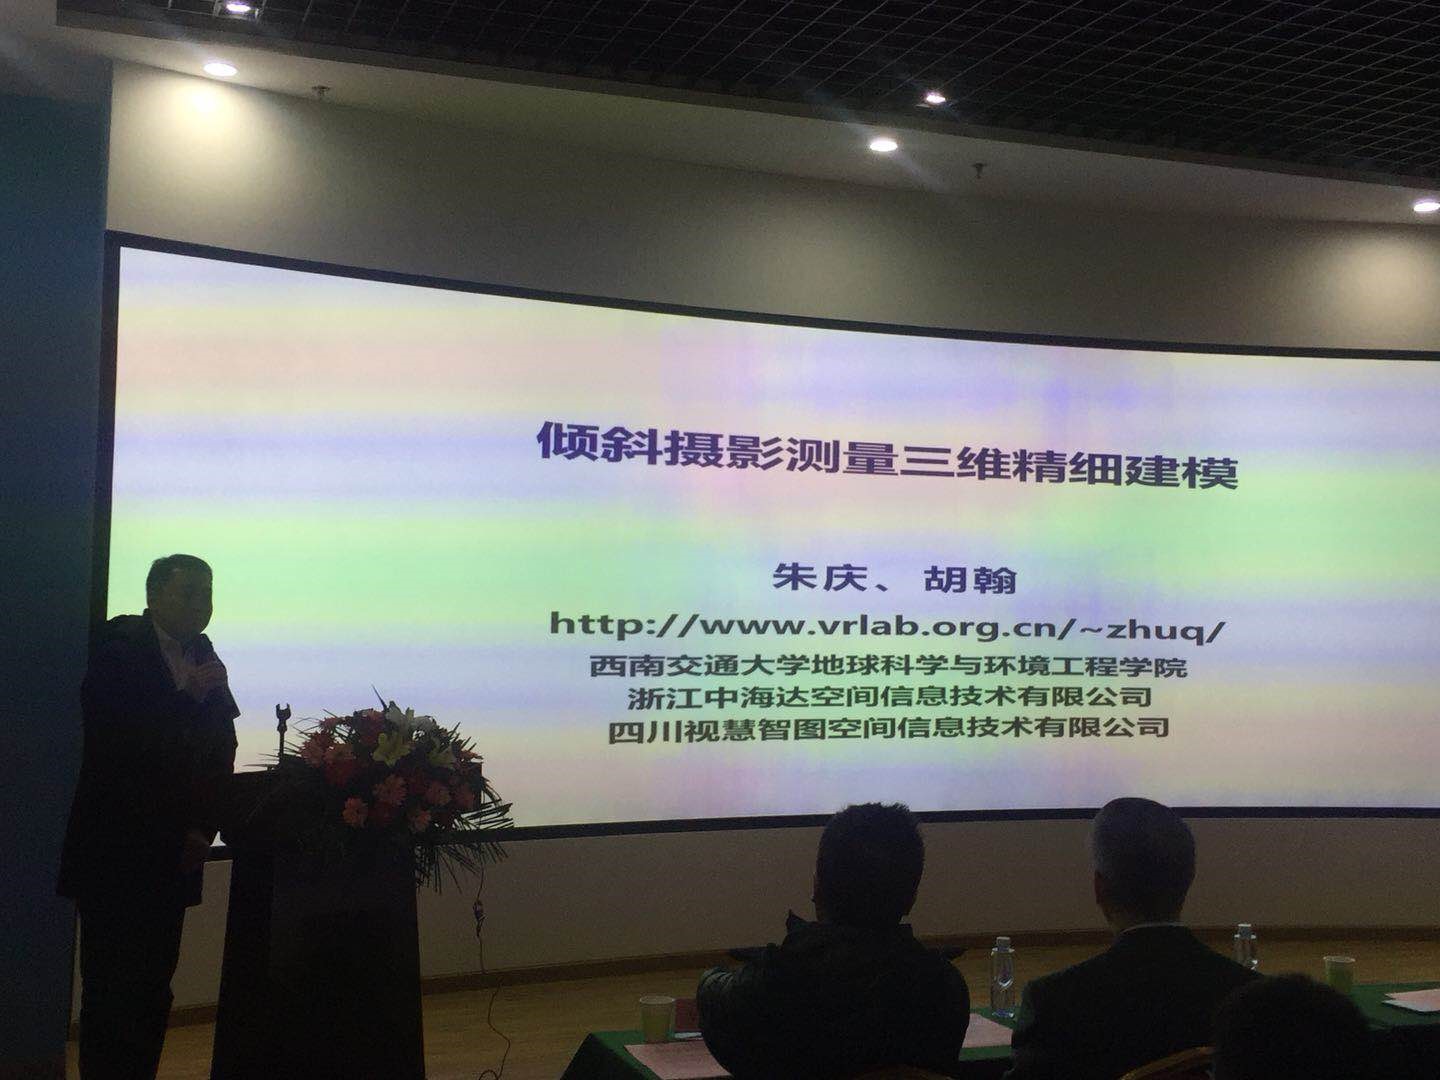 倾斜摄影测量三维精细建模
朱庆、胡翰
http://www.vrlab.org.cn/~zhuq/
西南交通大学地球科学与环境工程学院
浙江中海达空间信息技术有限公司
四川视慧智图空间信息技术有限公司